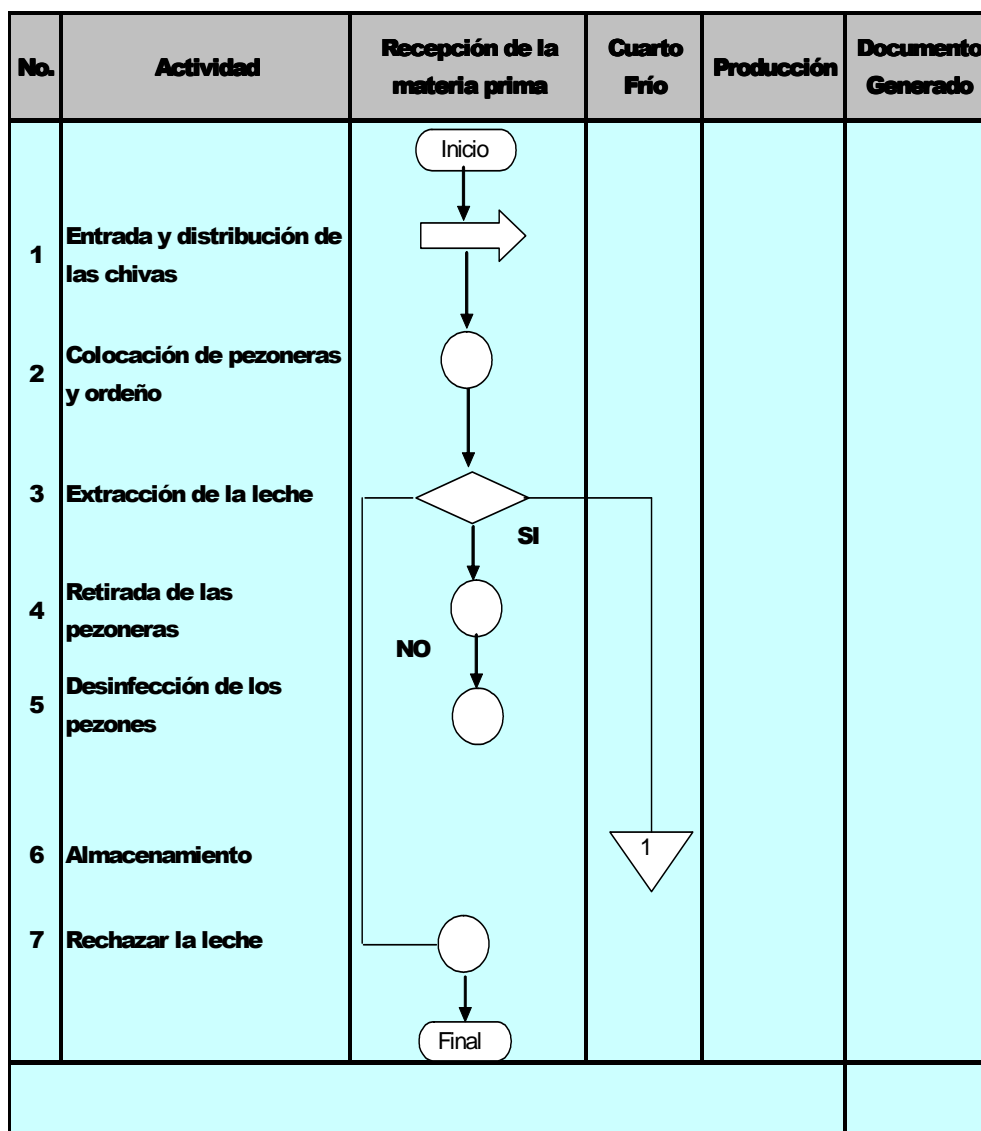 No.
Actividad
Recepción de la
materia prima
Cuarto
Frío
Producción
Documento
Generado
Inicio
1
Entrada y distribución de
las chivas
2
Colocación de pezoneras
y ordeño
3
Extracción de la leche
SI
4
Retirada de las
pezoneras
NO
5
Desinfección de los
pezones
6
Almacenamiento
1
7
Rechazar la leche
Final